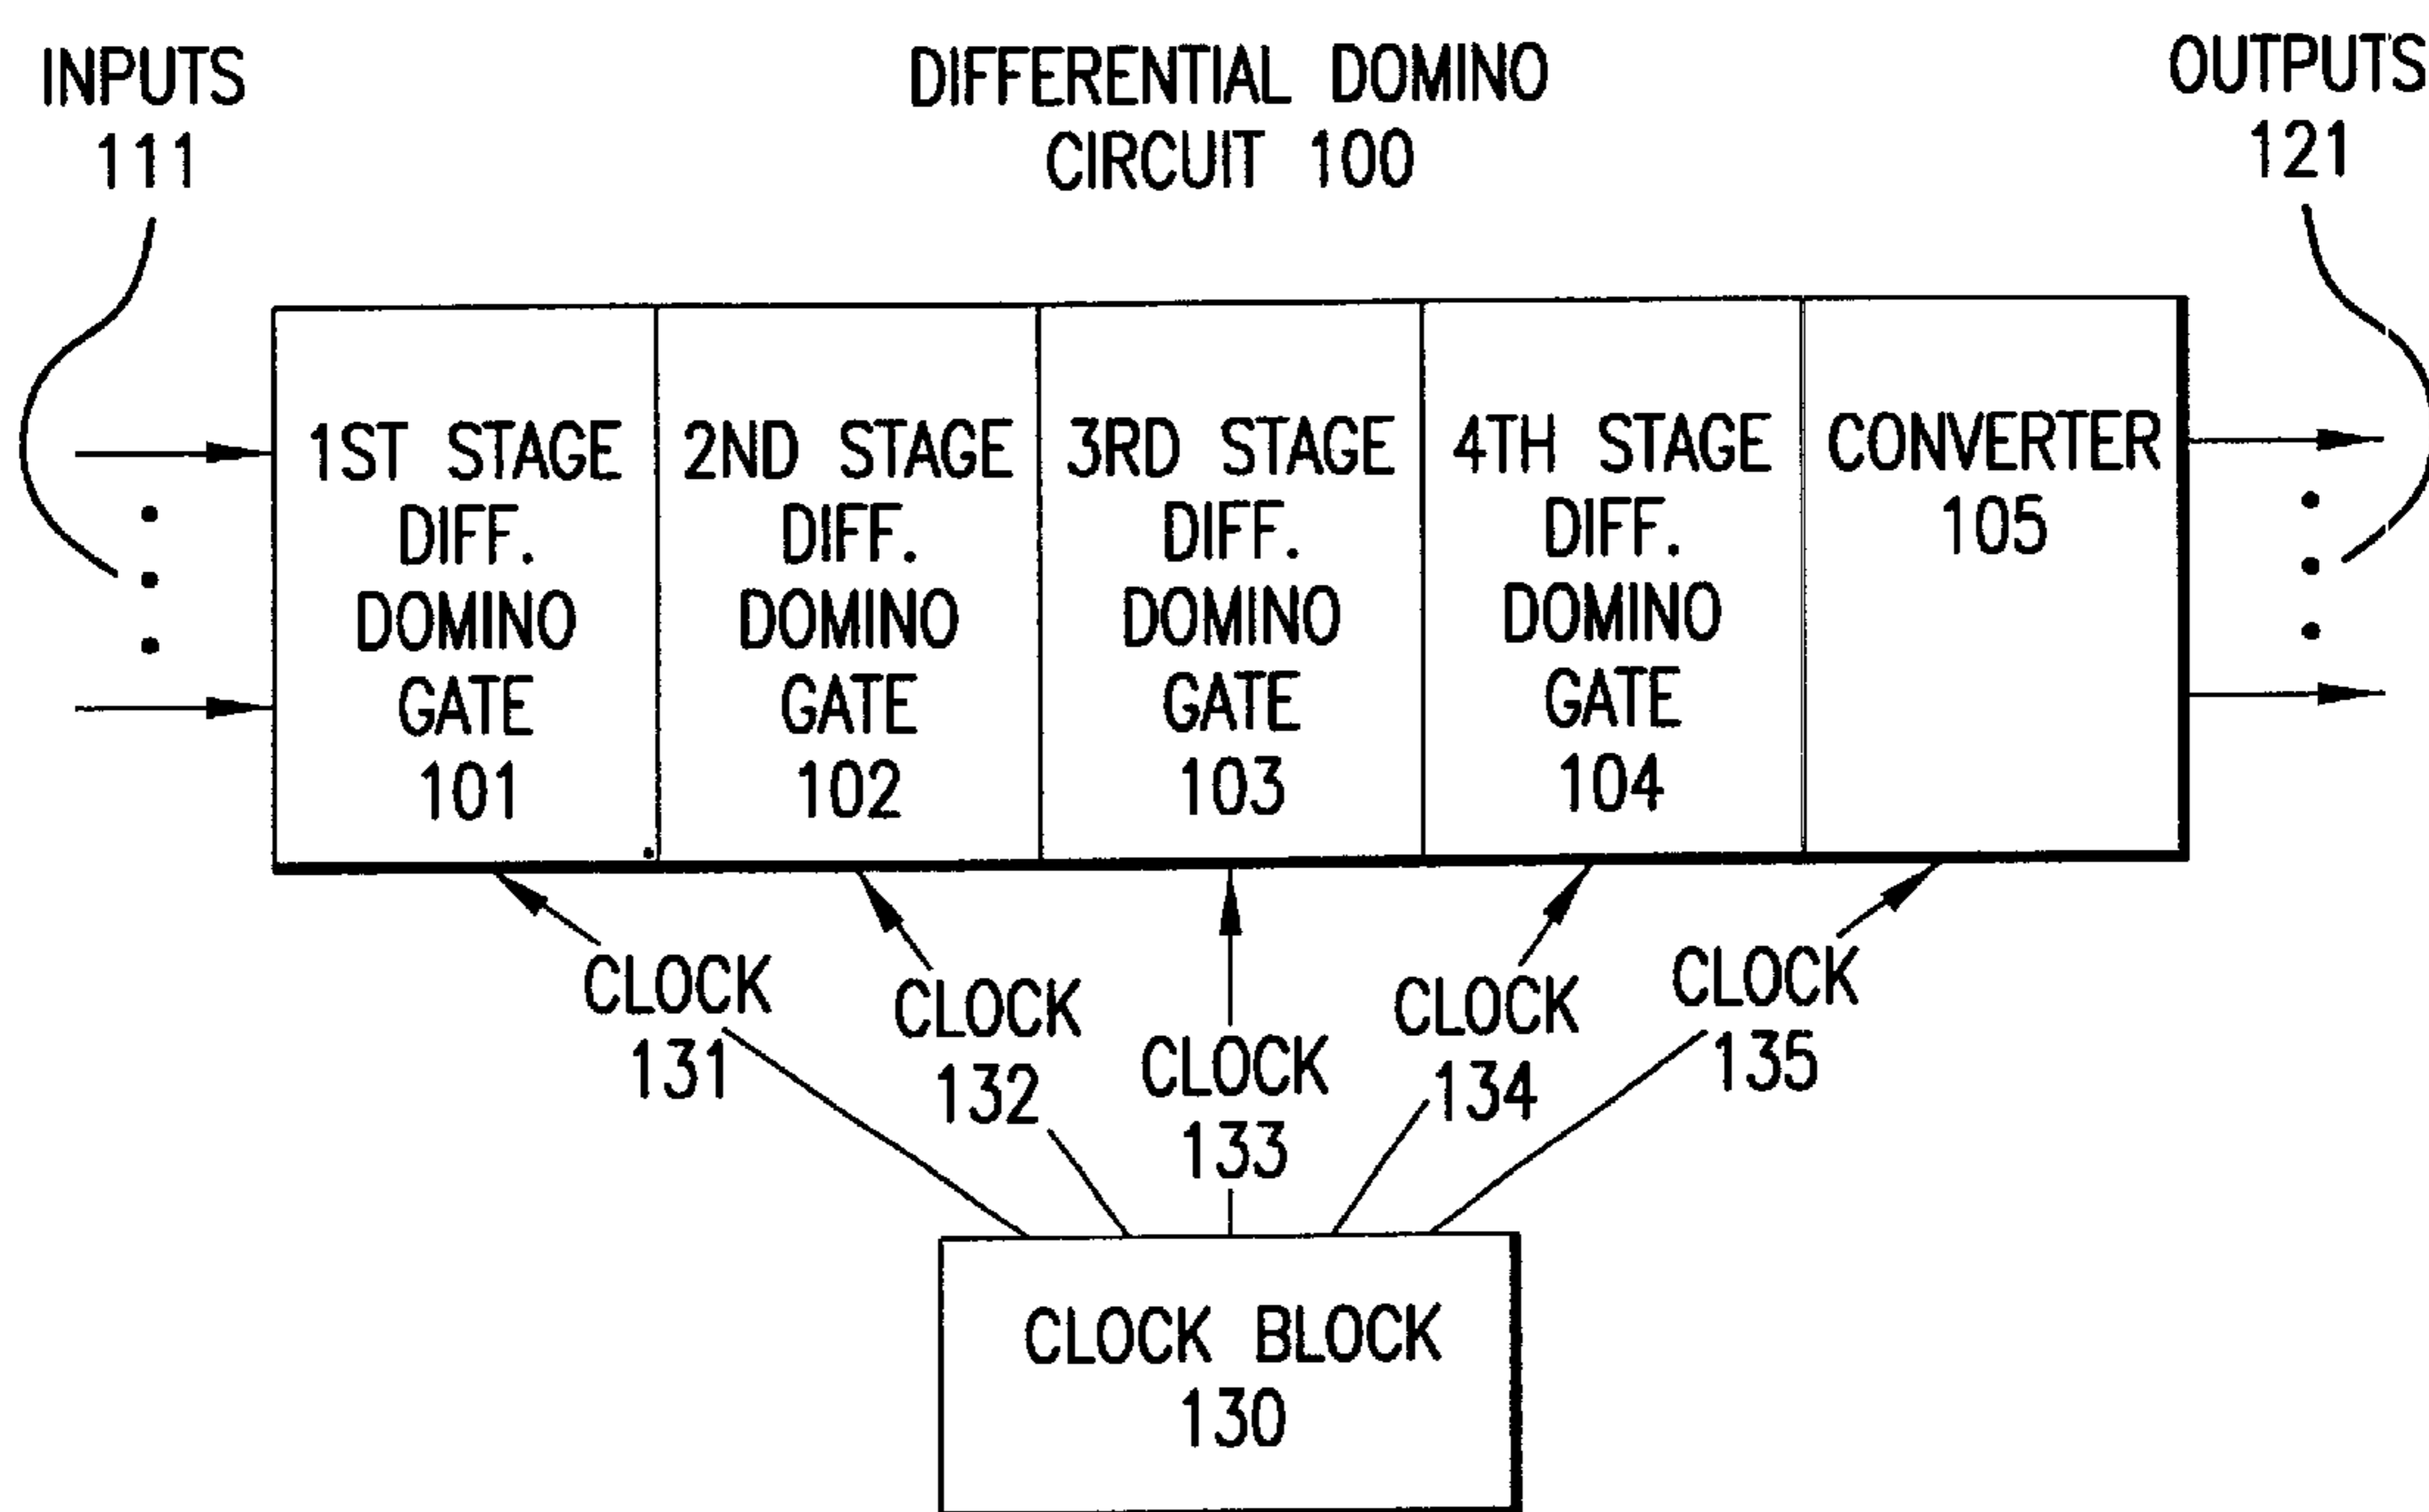 INPUTS
111
DIFFERENTIAL DOMINO
CIRCUIT 100
OUTPUTS
121
1ST STAGE
DIFF.
DOMINO
GATE
101
2ND STAGE
DIFF.
DOMINO
GATE
102
3RD STAGE
DIFF.
DOMINO
GATE
103
4TH STAGE
DIFF.
DOMINO
GATE
104
CONVERTER
105
CLOCK
131
CLOCK
132
CLOCK
133
CLOCK
134
CLOCK
135
CLOCK BLOCK
130